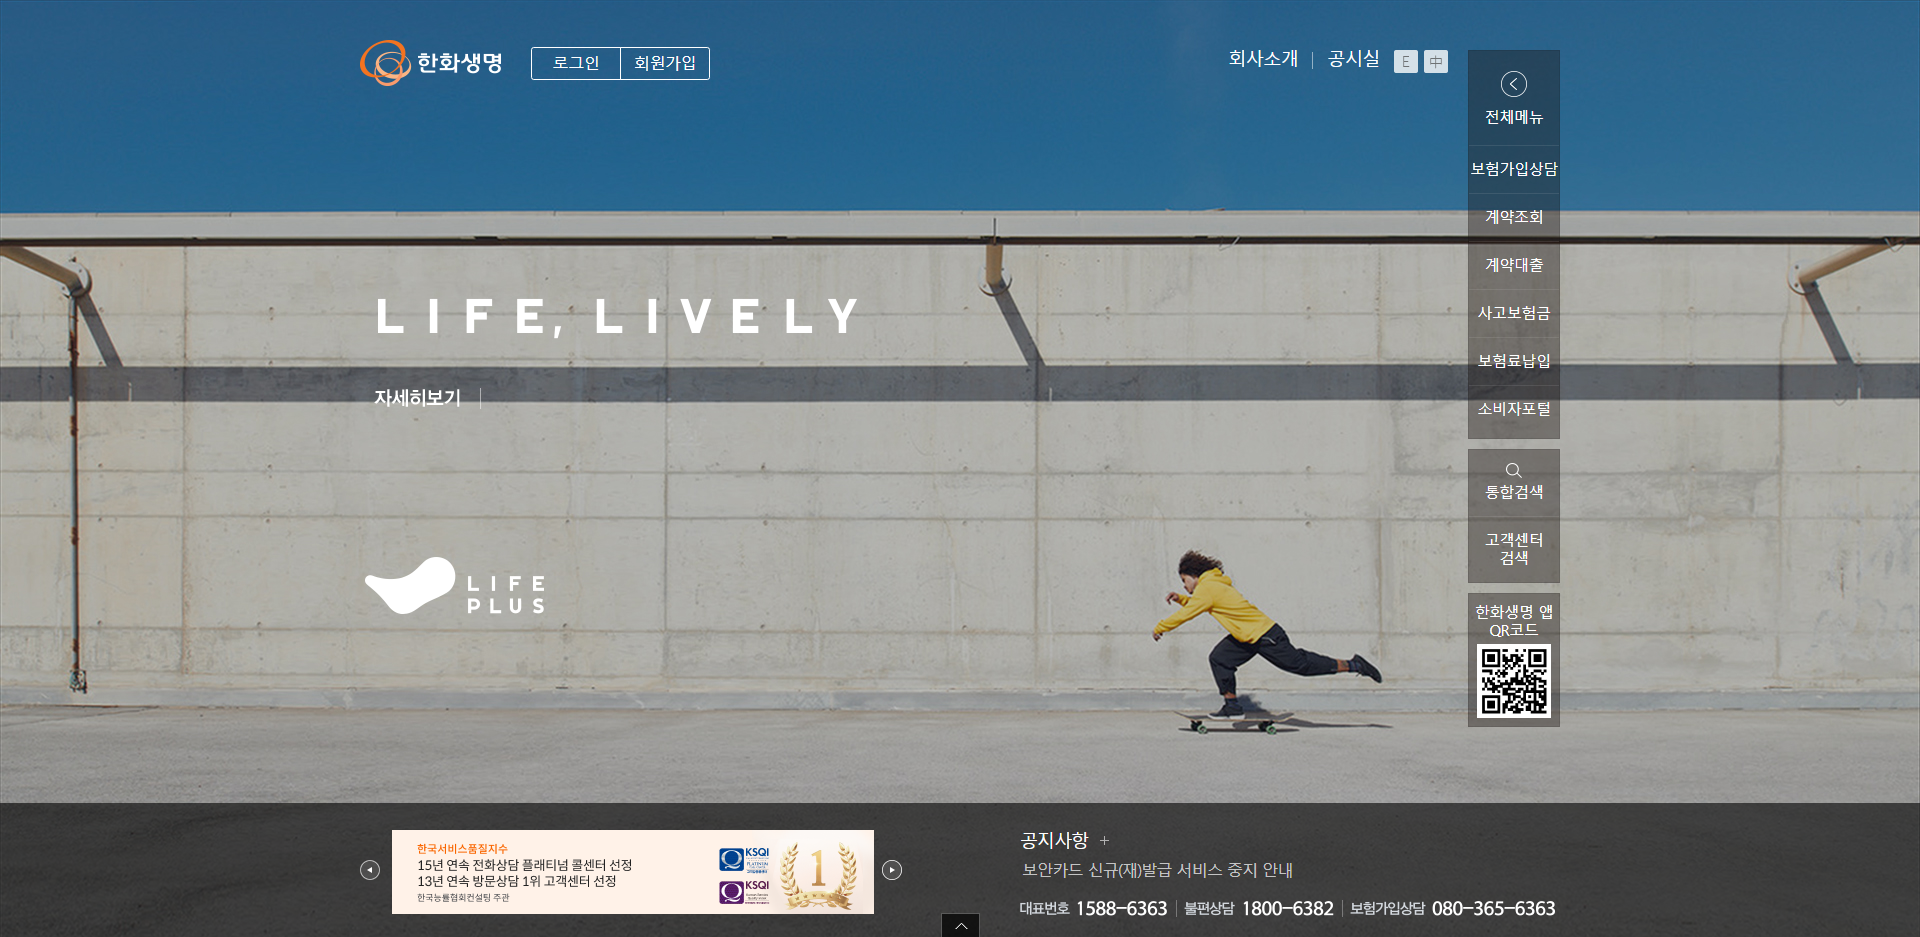 한화생명
로그인
회원가입
회사소개
공시실
E
中
전체메뉴
보험가입상담
계약조회
계약대출
사고보험금
보험료납입
소비자포털
통합검색
고객센터
검색
한화생명 앱
QR코드
LIFE, LIVELY
자세히보기
LIFE
PLUS
한국서비스품질지수
15년 연속 전화상담 플래티넘 콜센터 선정
13년 연속 방문상담 1위 고객센터 선정
한국능률협회컨설팅 주관
KSQI
KSQI
1
공지사항 +
보안카드 신규(재)발급 서비스 중지 안내
대표번호 1588-6363
불편상담 1800-6382
보험가입상담 080-365-6363